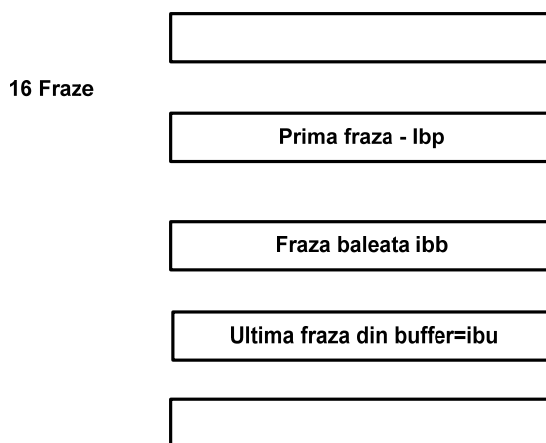 16 Fraze
Prima fraza - Ibp
Fraza baleata ibb
Ultima fraza din buffer=ibu